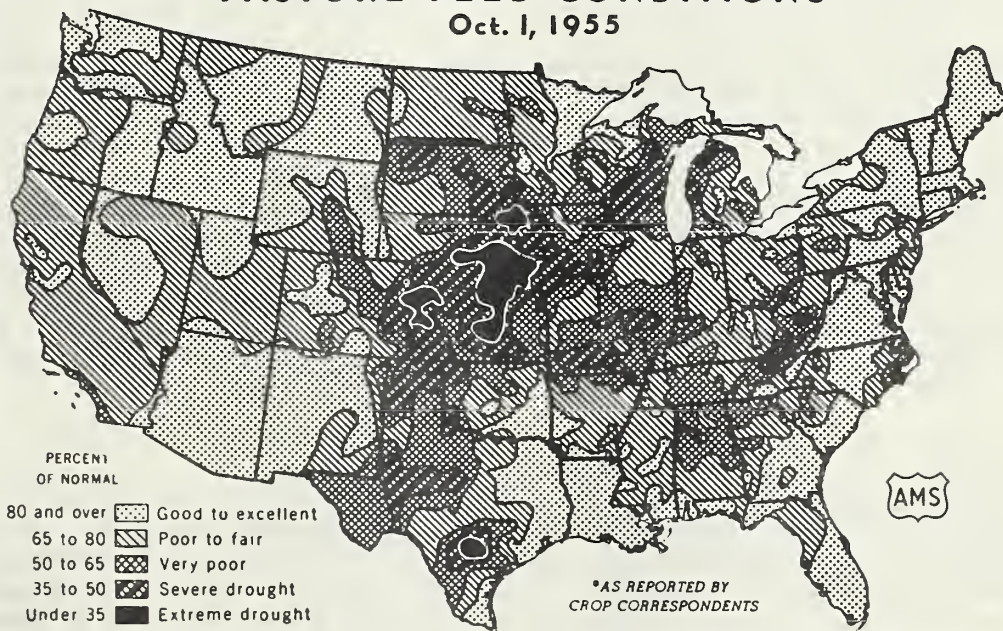 Oct. 1, 1955
PERCENT
OF NORMAL
80 and over Good to excellent
65 to 80 Poor to fair
50 to 65 Very poor
35 to 50 Severe drought
Under 35 Extreme drought
AMS
*AS REPORTED BY
CROP CORRESPONDENTS